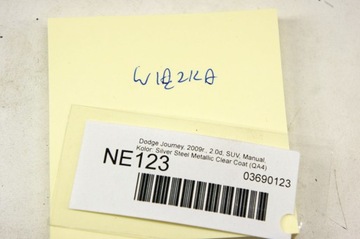 WIĄZKA
Dodge Journey, 2009r., 2.0d, SUV, Manual
Kolor: Silver Steel Metallic Clear Coat (QA4)
NE123
03690123